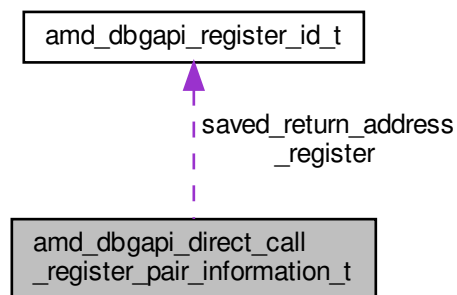 amd_dbgapi_register_id_t
saved_return_address
_register
amd_dbgapi_direct_call
_register_pair_information_t